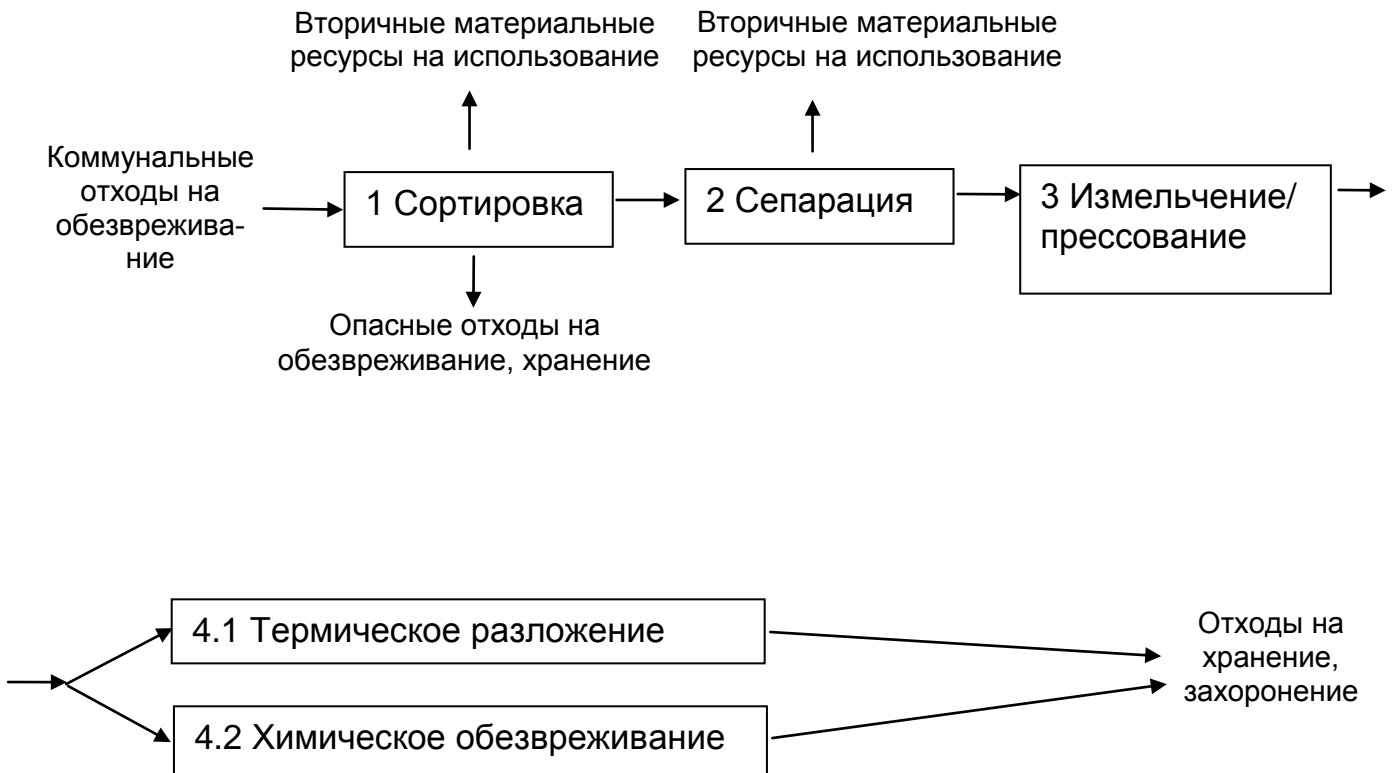 Вторичные материальные
ресурсы на использование
Вторичные материальные
ресурсы на использование
Коммунальные
отходы на
обезврежива-
ние
1 Сортировка
2 Сепарация
3 Измельчение/
прессование
Опасные отходы на
обезвреживание, хранение
4.1 Термическое разложение
4.2 Химическое обезвреживание
Отходы на
хранение,
захоронение